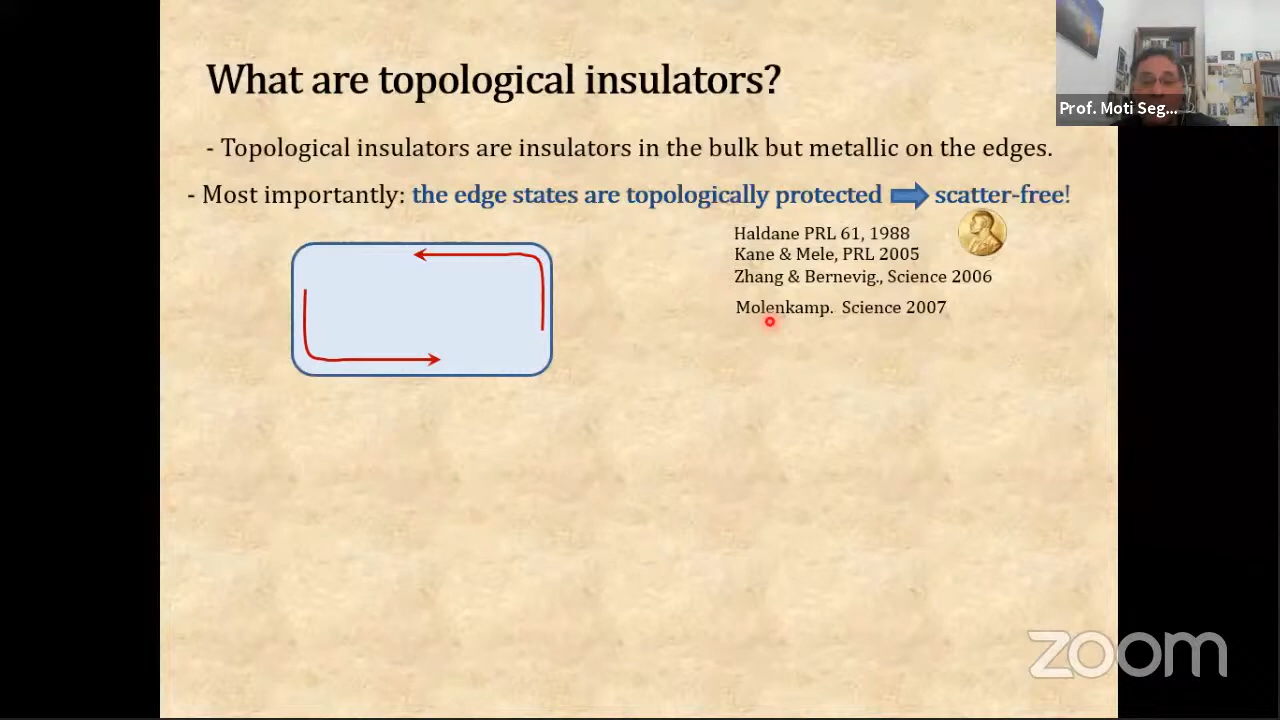 What are topological insulators?
Prof. Moti Seg...
- Topological insulators are insulators in the bulk but metallic on the edges.
- Most importantly: the edge states are topologically protected scatter-free!
Haldane PRL 61, 1988
Kane & Mele, PRL 2005
Zhang & Bernevig., Science 2006
Molenkamp. Science 2007
zoom